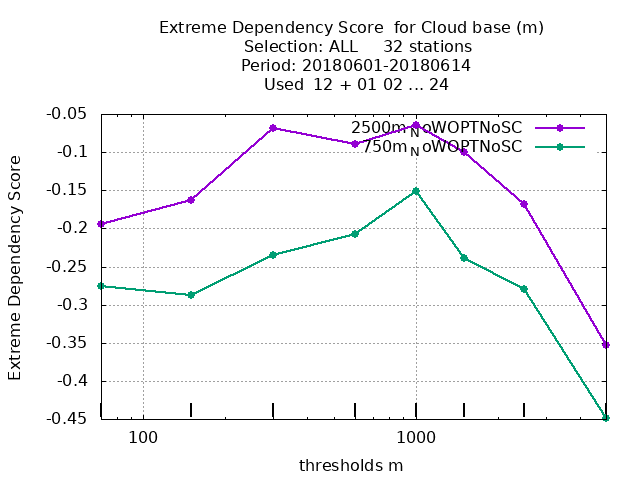 Extreme Dependency Score  for Cloud base (m)
Selection: ALL     32 stations
Period: 20180601-20180614
Used  12 + 01 02 ... 24
2500m_NoWOPTNoSC
750m_NoWOPTNoSC
Extreme Dependency Score
-0.05
-0.1
-0.15
-0.2
-0.25
-0.3
-0.35
-0.4
-0.45
100 1000
thresholds m